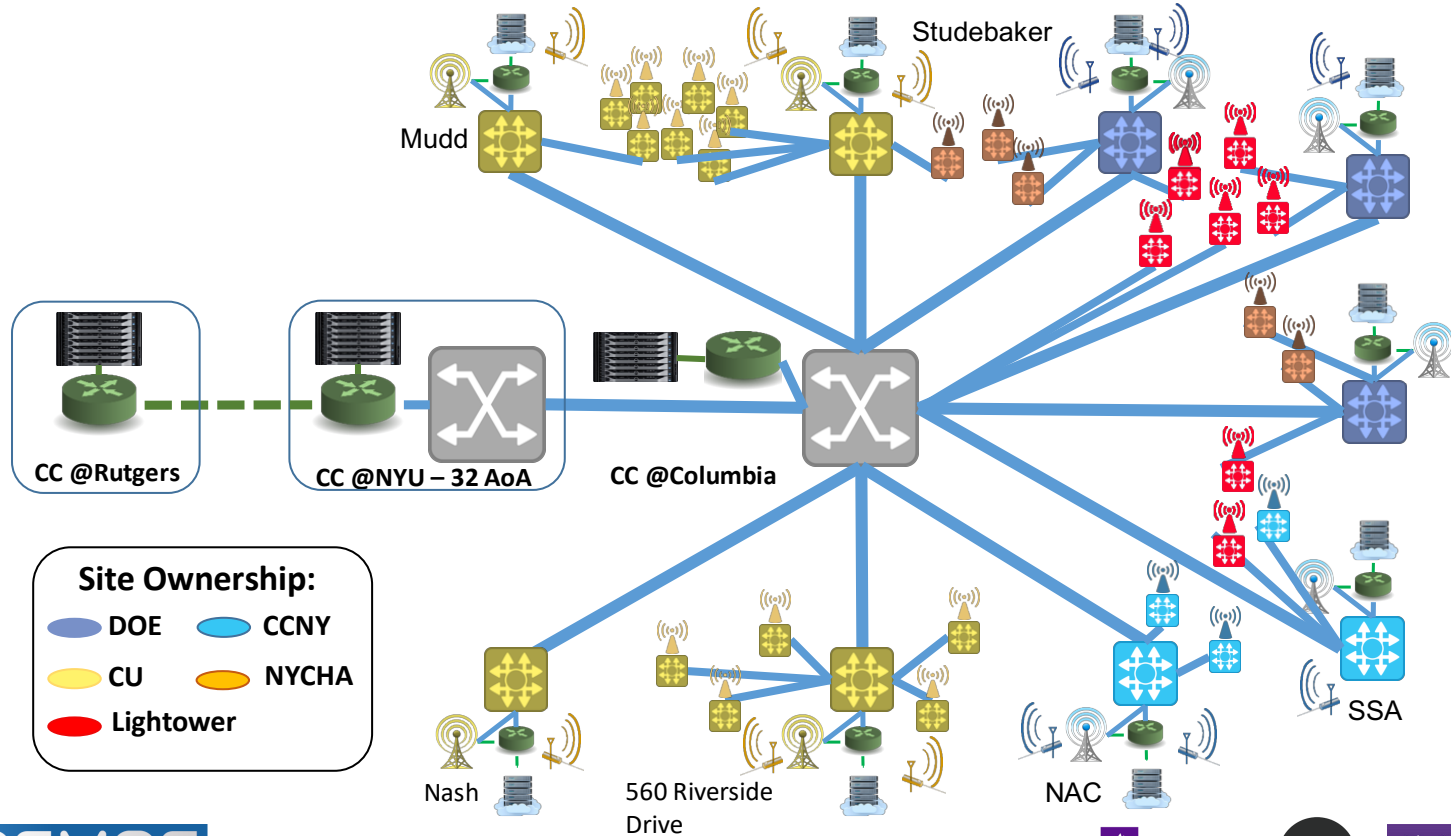 Studebaker
Mudd
CC @Rutgers
CC @NYU – 32 AoA
CC @Columbia
Site Ownership:
DOE
CCNY
CU
NYCHA
Lightower
SSA
Nash
560 Riverside
Drive
NAC